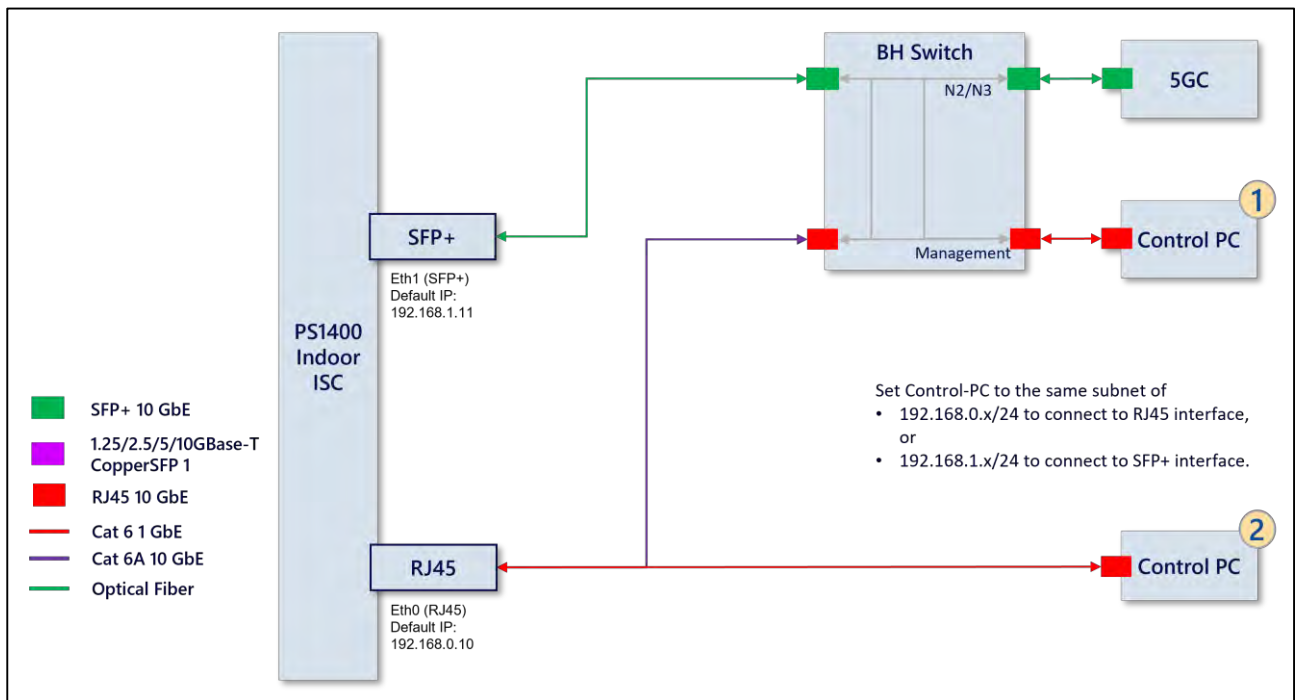 BH Switch
N2/N3
Management
5GC
1
Control PC
SFP+
Eth1 (SFP+)
Default IP:
192.168.1.11
PS1400
Indoor
ISC
SFP+ 10 GbE
1.25/2.5/5/10GBase-T
CopperSFP 1
RJ45 10 GbE
Cat 6 1 GbE
Cat 6A 10 GbE
Optical Fiber
Set Control-PC to the same subnet of
• 192.168.0.x/24 to connect to RJ45 interface,
or
• 192.168.1.x/24 to connect to SFP+ interface.
2
Control PC
RJ45
Eth0 (RJ45)
Default IP:
192.168.0.10